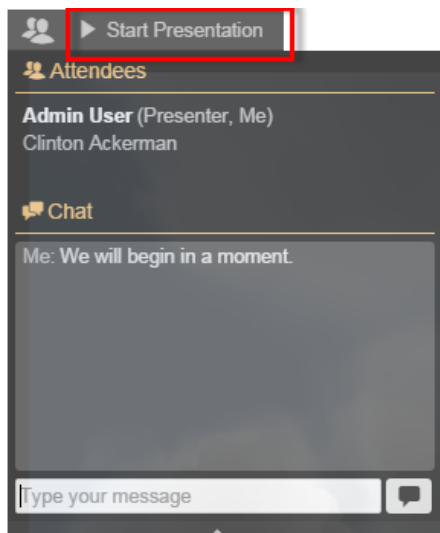 Start Presentation
Attendees
Admin User (Presenter, Me)
Clinton Ackerman
Chat
Me: We will begin in a moment.
Type your message